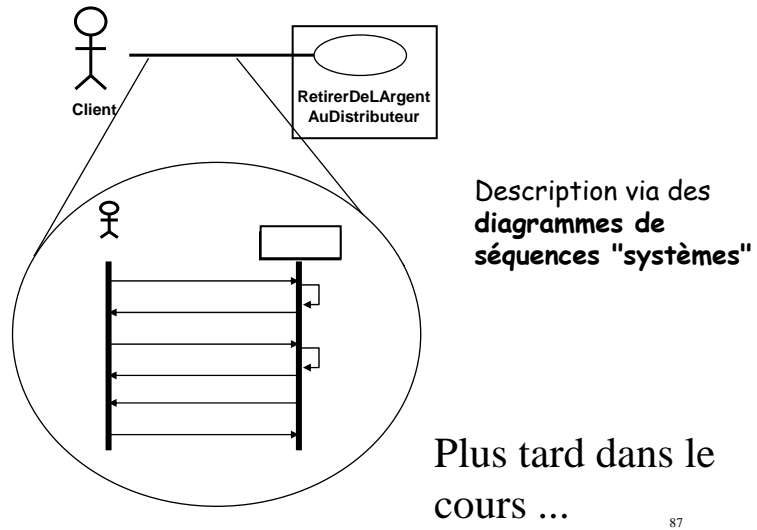 Client
RetirerDeLArgent
AuDistributeur
Description via des
diagrammes de
séquences "systèmes"
Plus tard dans le
cours ...
87